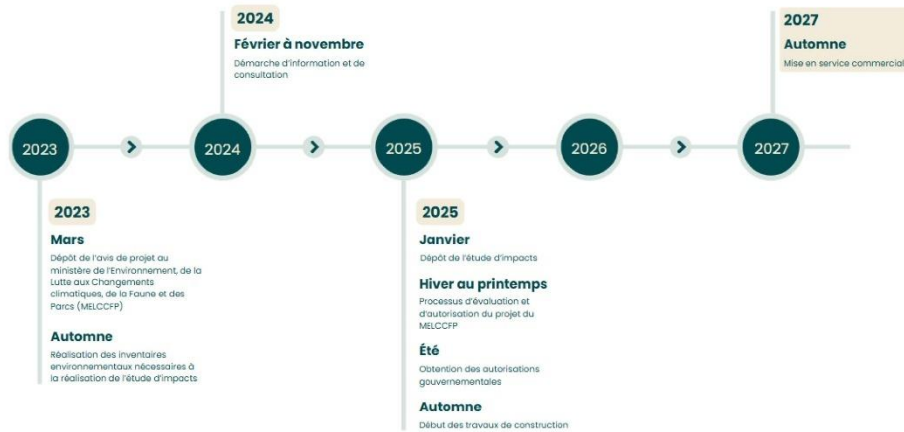 2024
Février à novembre
Démarche d'information et de
consultation
2027
Automne
Mise en service commercial
2023
2024
2025
2026
2027
2023
Mars
Dépôt de l'avis de projet au
ministère de l'Environnement, de la
Lutte aux Changements
climatiques, de la Faune et des
Parcs (MELCCFP)
Automne
Réalisation des inventaires
environnementaux nécessaires à
la réalisation de l'étude d'impacts
2025
Janvier
Dépôt de l'étude d'impacts
Hiver au printemps
Processus d'évaluation et
d'autorisation du projet du
MELCCFP
Été
Obtention des autorisations
gouvernementales
Automne
Début des travaux de construction